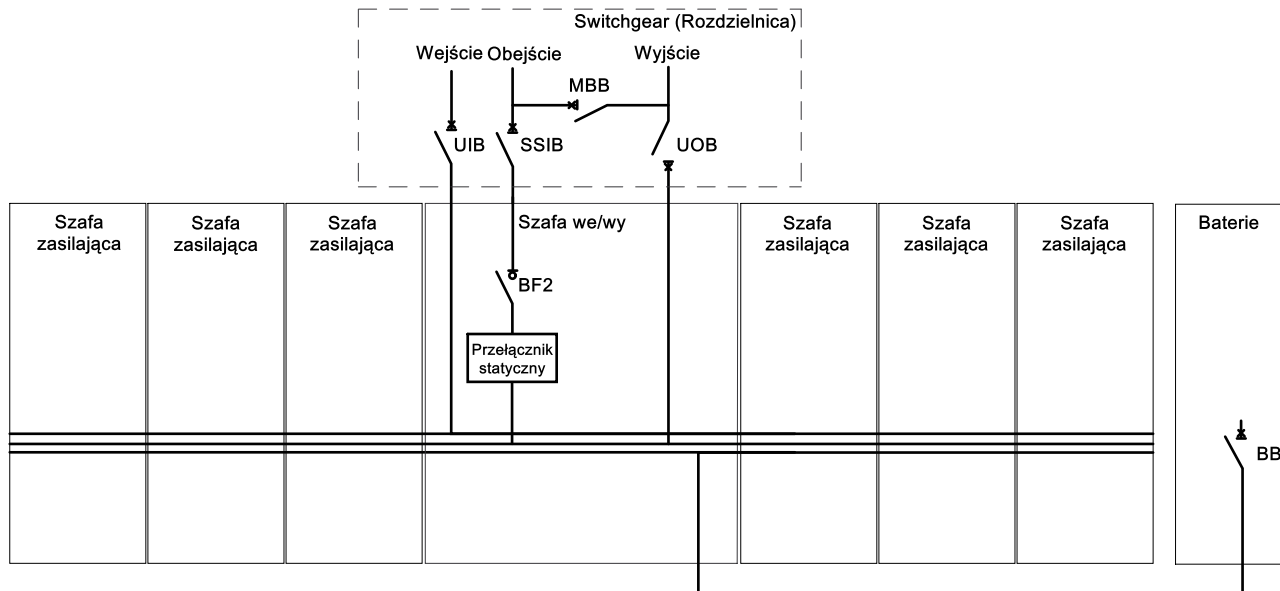 Switchgear (Rozdzielnica)
Wejście Obejście Wyjście
MBB
UIB SSIB UOB
Szafa
zasilająca
Szafa
zasilająca
Szafa
zasilająca
Szafa we/wy
Szafa
zasilająca
Szafa
zasilająca
Szafa
zasilająca
Baterie
BF2
Przełącznik
statyczny
BB